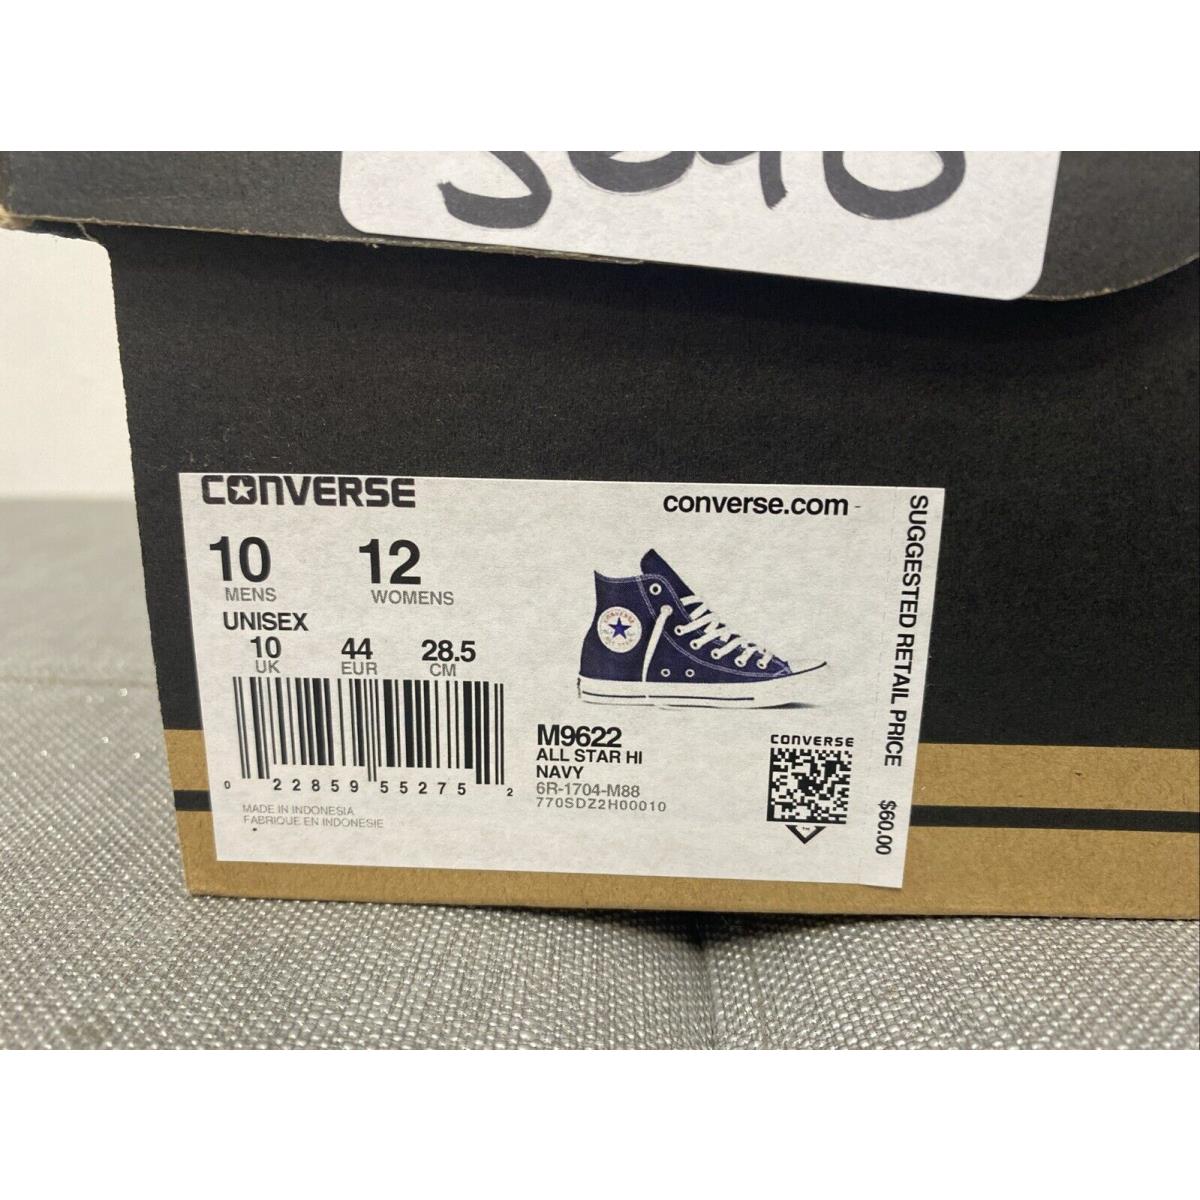 CONVERSE
converse.com
10 12
MENS WOMENS
UNISEX
10 44 28.5
UK EUR CM
0 22859 55275 2
MADE IN INDONESIA
FABRIQUE EN INDONESIE
M9622
ALL STAR HI
NAVY
6R-1704-M88
770SDZ2H00010
CONVERSE
SUGGESTED RETAIL PRICE $60.00